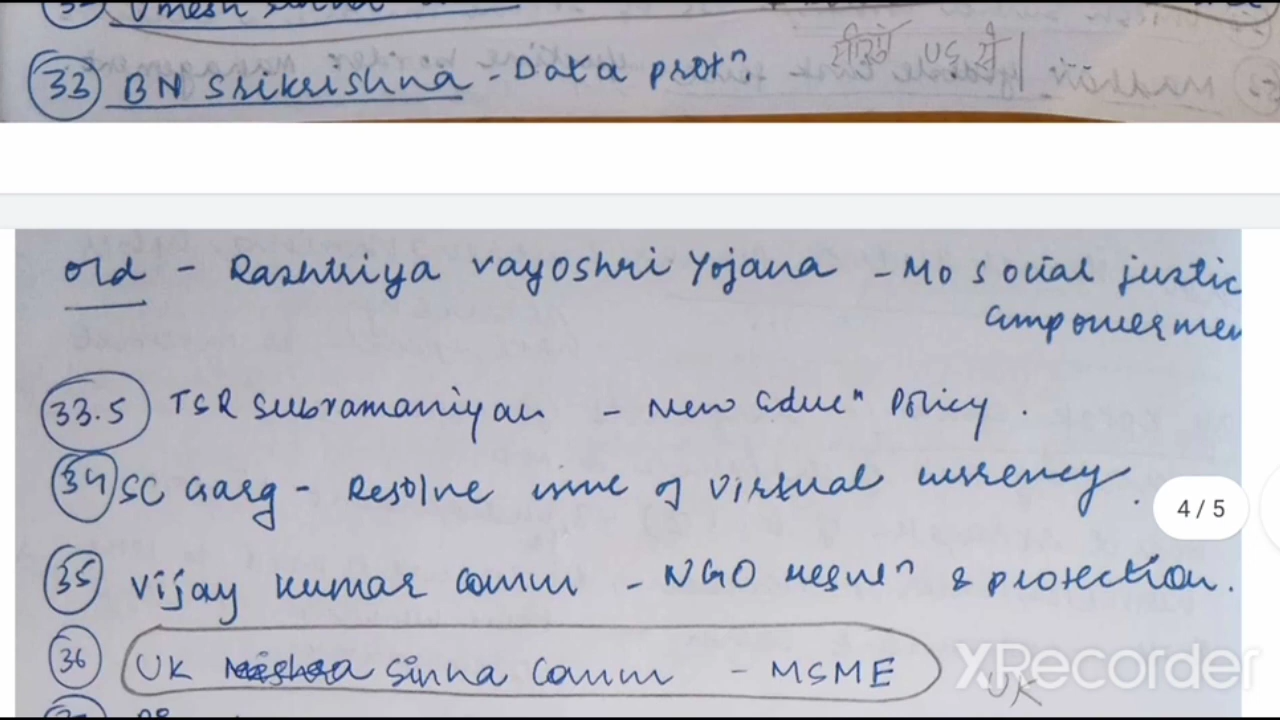 33 BN Srikrishna - Data protⁿ.
old - Rashtriya vayoshri Yojana - Mo social justic
empowermen
33.5 TSR Subramaniyan - New Educⁿ Policy.
34 SC Garg - Resolve issue of virtual currency.
4 / 5
35 Vijay kumar Comm - NGO Regneⁿ & protection.
36 UK Sinha Comm - MSME
XRecorder
UK